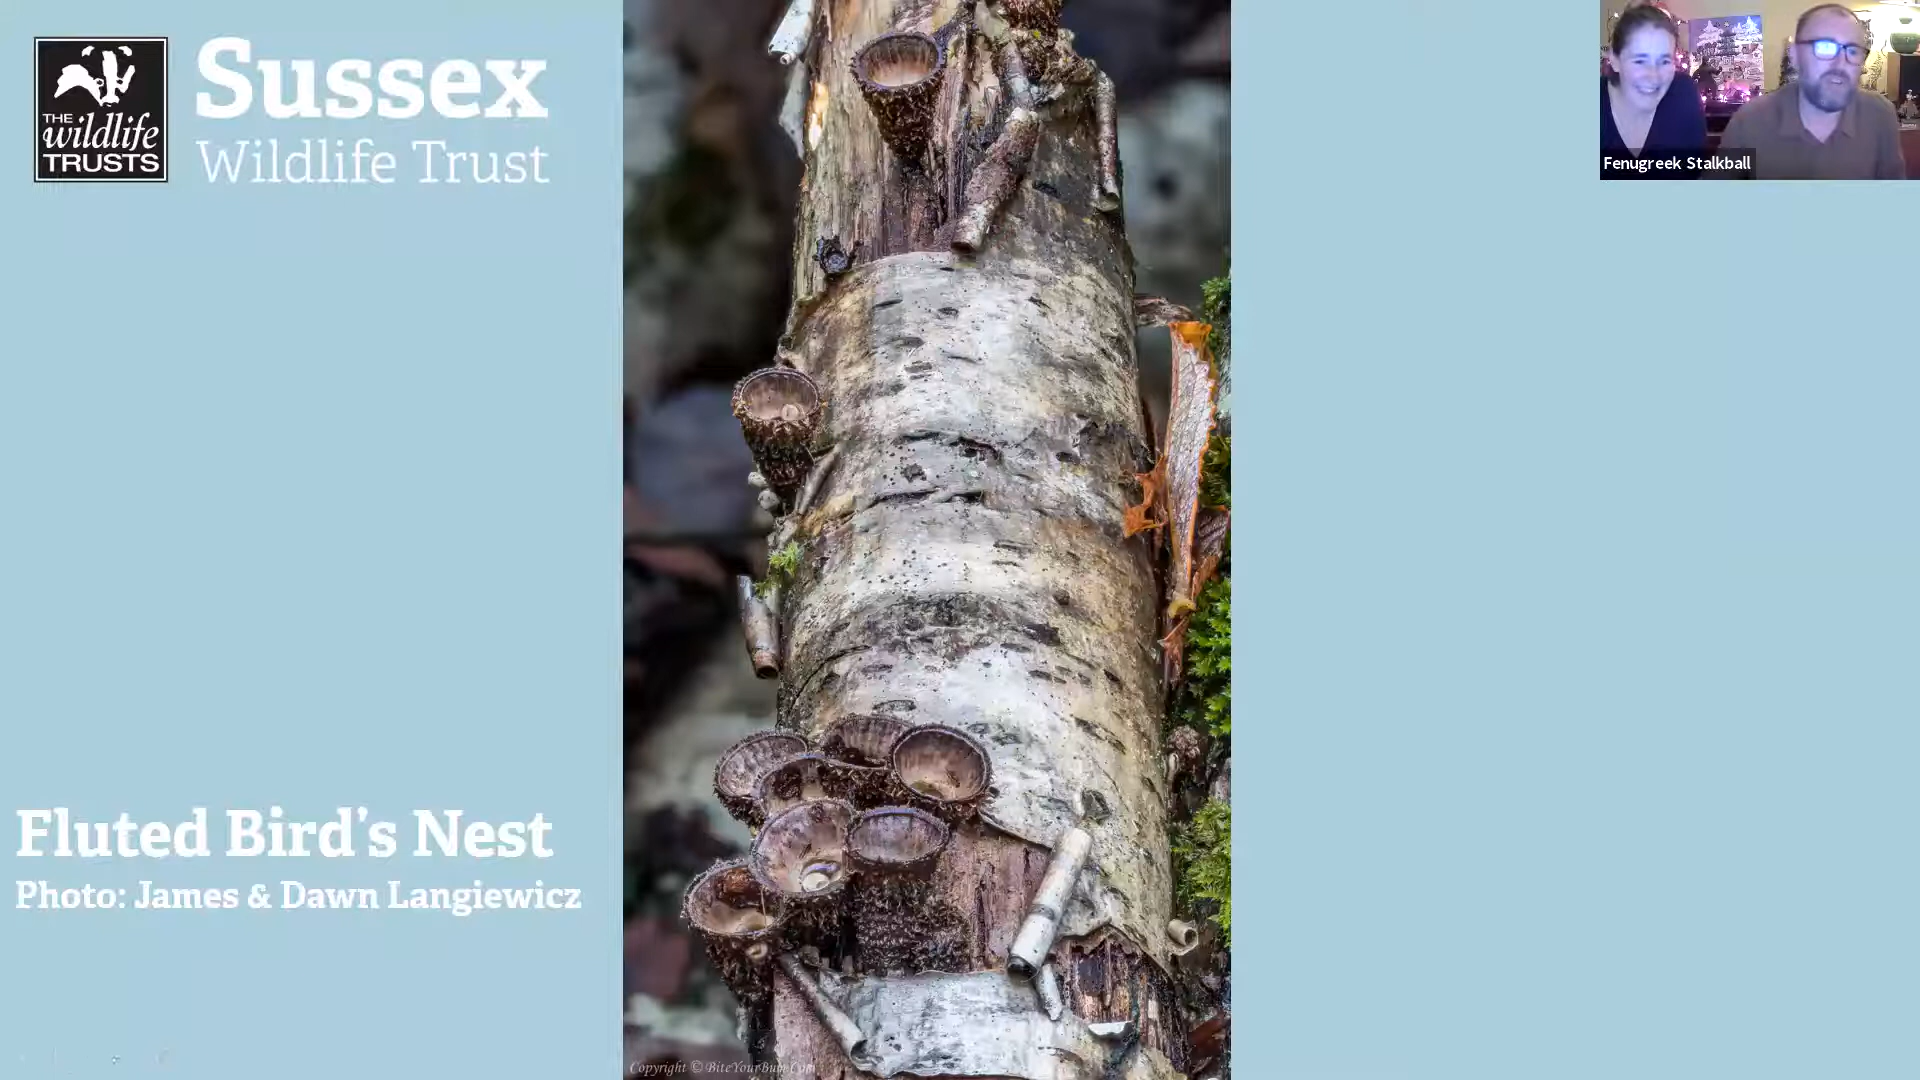 THE
wildlife
TRUSTS
Sussex
Wildlife Trust
Fenugreek Stalkball
Fluted Bird's Nest
Photo: James & Dawn Langiewicz
Copyright © BiteYourBum.Com